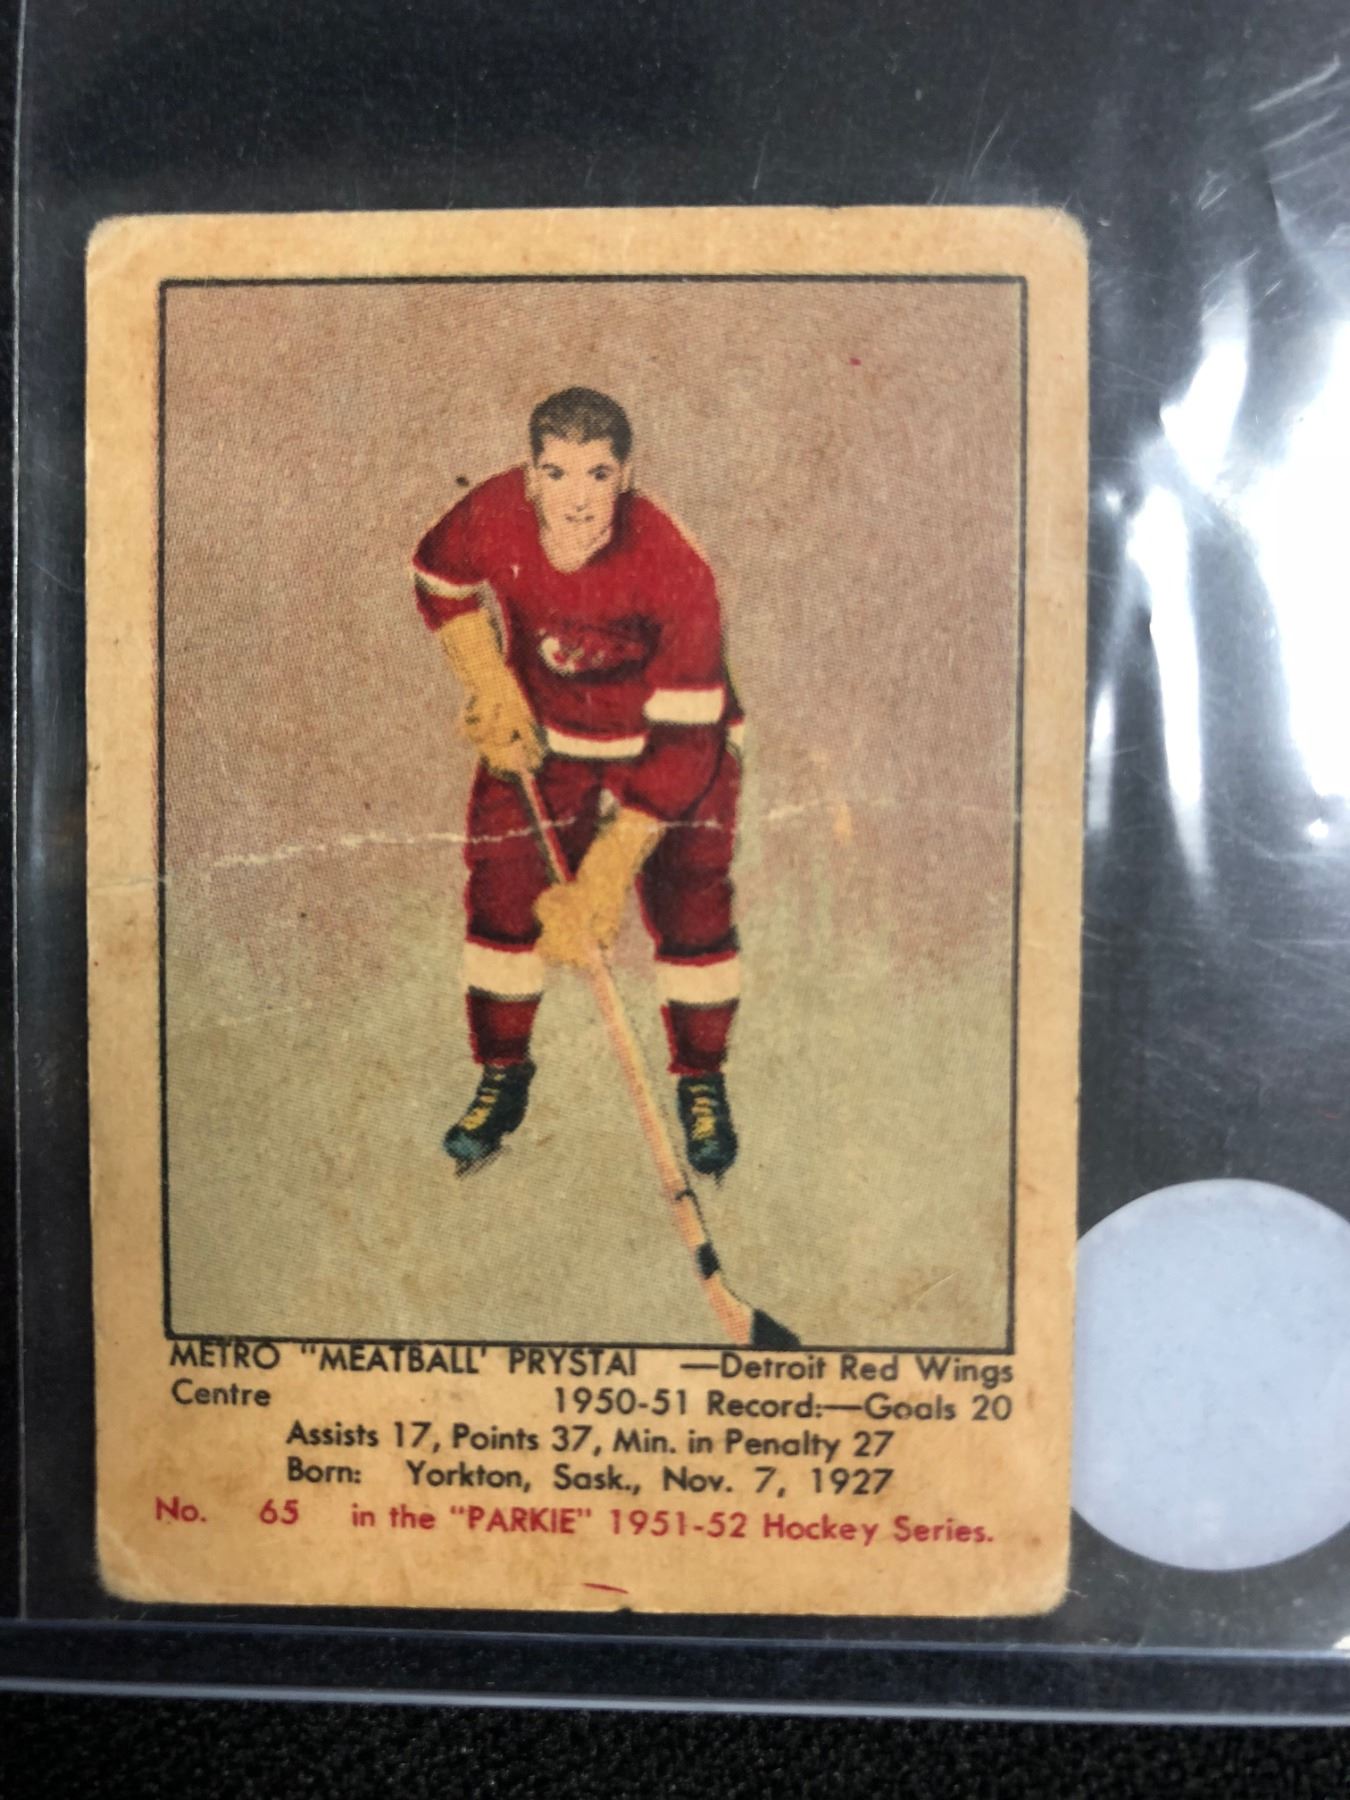 METRO "MEATBALL' PRYSTAI —Detroit Red Wings
Centre 1950-51 Record:—Goals 20
Assists 17, Points 37, Min. in Penalty 27
Born: Yorkton, Sask., Nov. 7, 1927
No. 65 in the "PARKIE" 1951-52 Hockey Series.